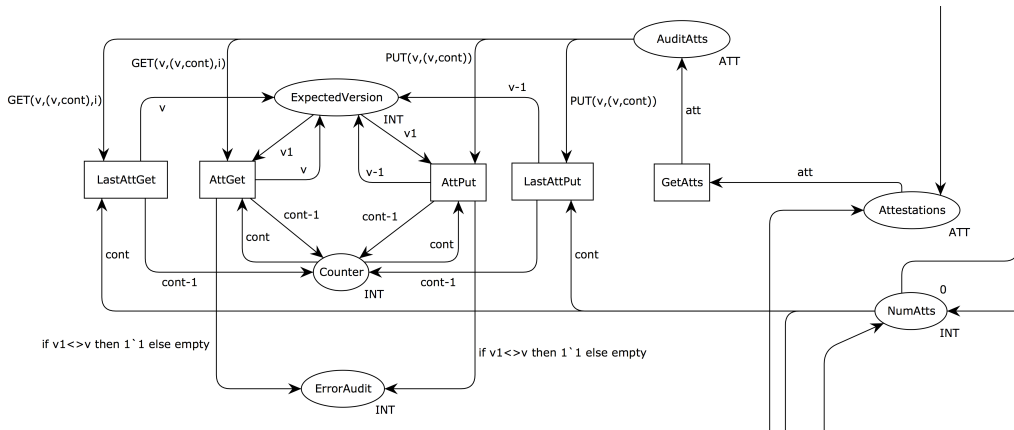 AuditAtts
ATT
GET(v,(v,cont),i)
PUT(v,(v,cont))
GET(v,(v,cont),i)
v
ExpectedVersion
INT
v-1
PUT(v,(v,cont))
att
v1
v1
LastAttGet
AttGet
v
v-1
AttPut
LastAttPut
GetAtts
att
Attestations
ATT
cont-1
cont-1
cont
cont
cont
cont
cont-1
Counter
INT
cont-1
0
NumAtts
INT
if v1<>v then 1`1 else empty
if v1<>v then 1`1 else empty
ErrorAudit
INT